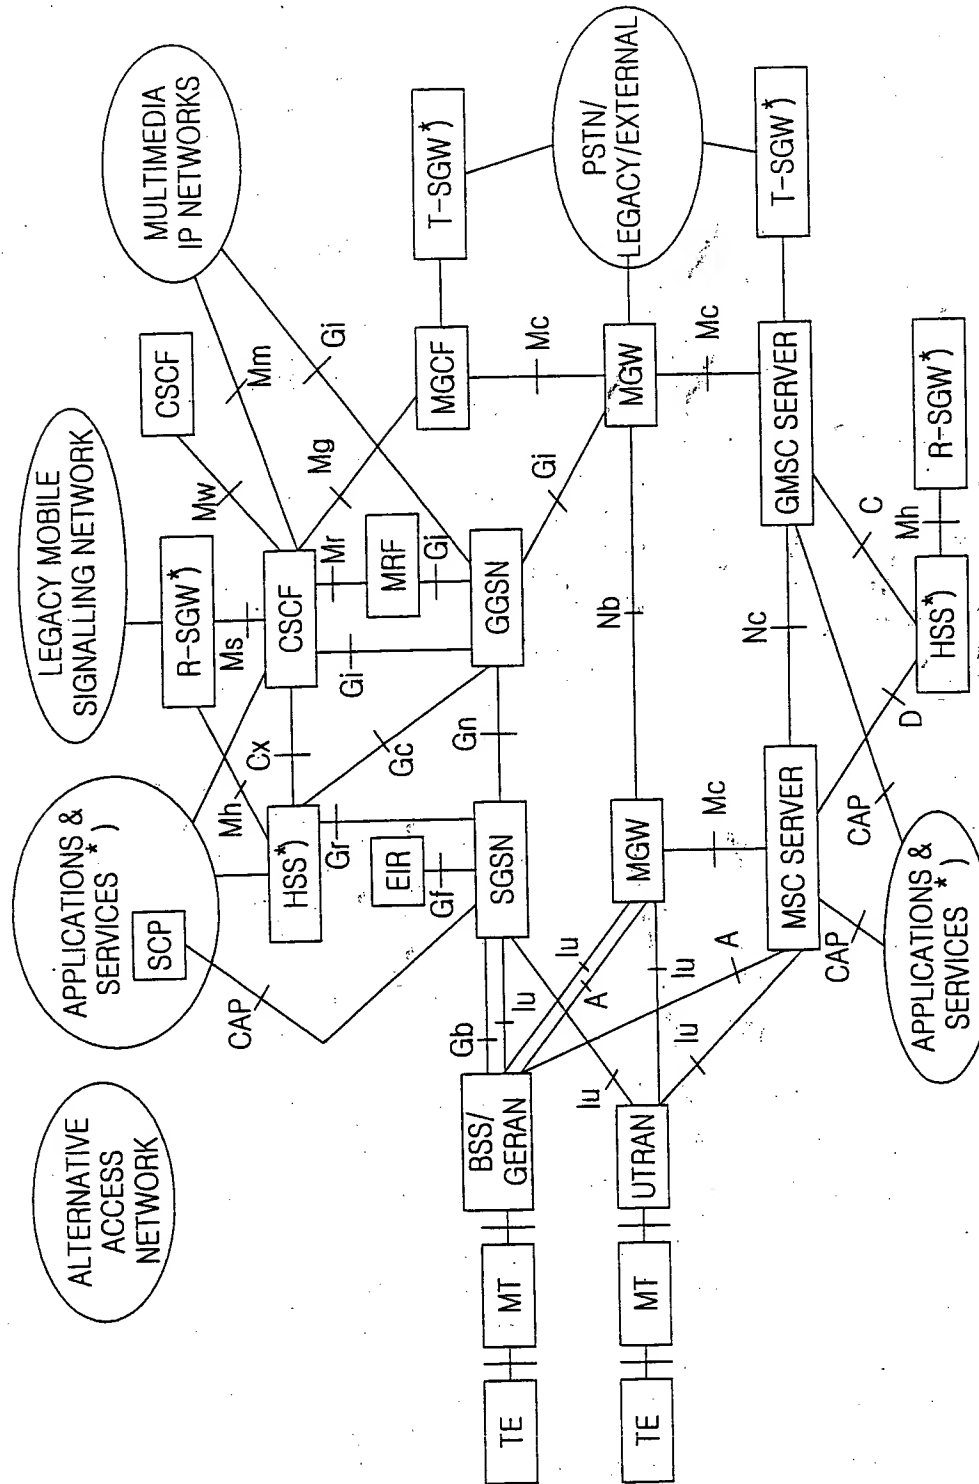 ALTERNATIVE
ACCESS
NETWORK
APPLICATIONS &
SERVICES *)
SCP
LEGACY MOBILE
SIGNALLING NETWORK
MULTIMEDIA
IP NETWORKS
CSCF
R-SGW*)
CAP
Mh
Ms
Mw
Mm
Gi
Cx
HSS*)
CSCF
Mg
Gr
Gc
Gi
Mr
EIR
MRF
Gf
Gi
MGCF
T-SGW*)
Gb
Iu
BSS/
GERAN
SGSN
Gn
GGSN
TE
MT
Mc
Gi
Iu
A
Iu
PSTN/
LEGACY/EXTERNAL
TE
MT
UTRAN
MGW
Nb
MGW
Iu
Iu
A
Mc
Mc
MSC SERVER
Nc
GMSC SERVER
T-SGW*)
CAP
CAP
D
C
Mh
APPLICATIONS &
SERVICES *)
HSS*)
R-SGW*)